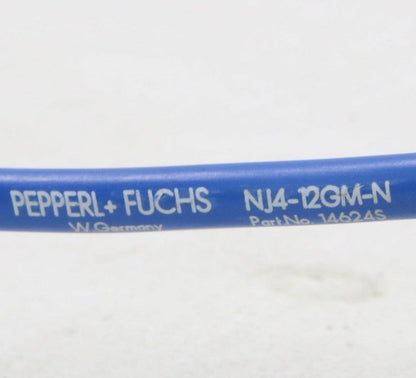 PEPPERL+ FUCHS NJ4-12GM-N
W.Germany Part.No. 14624S